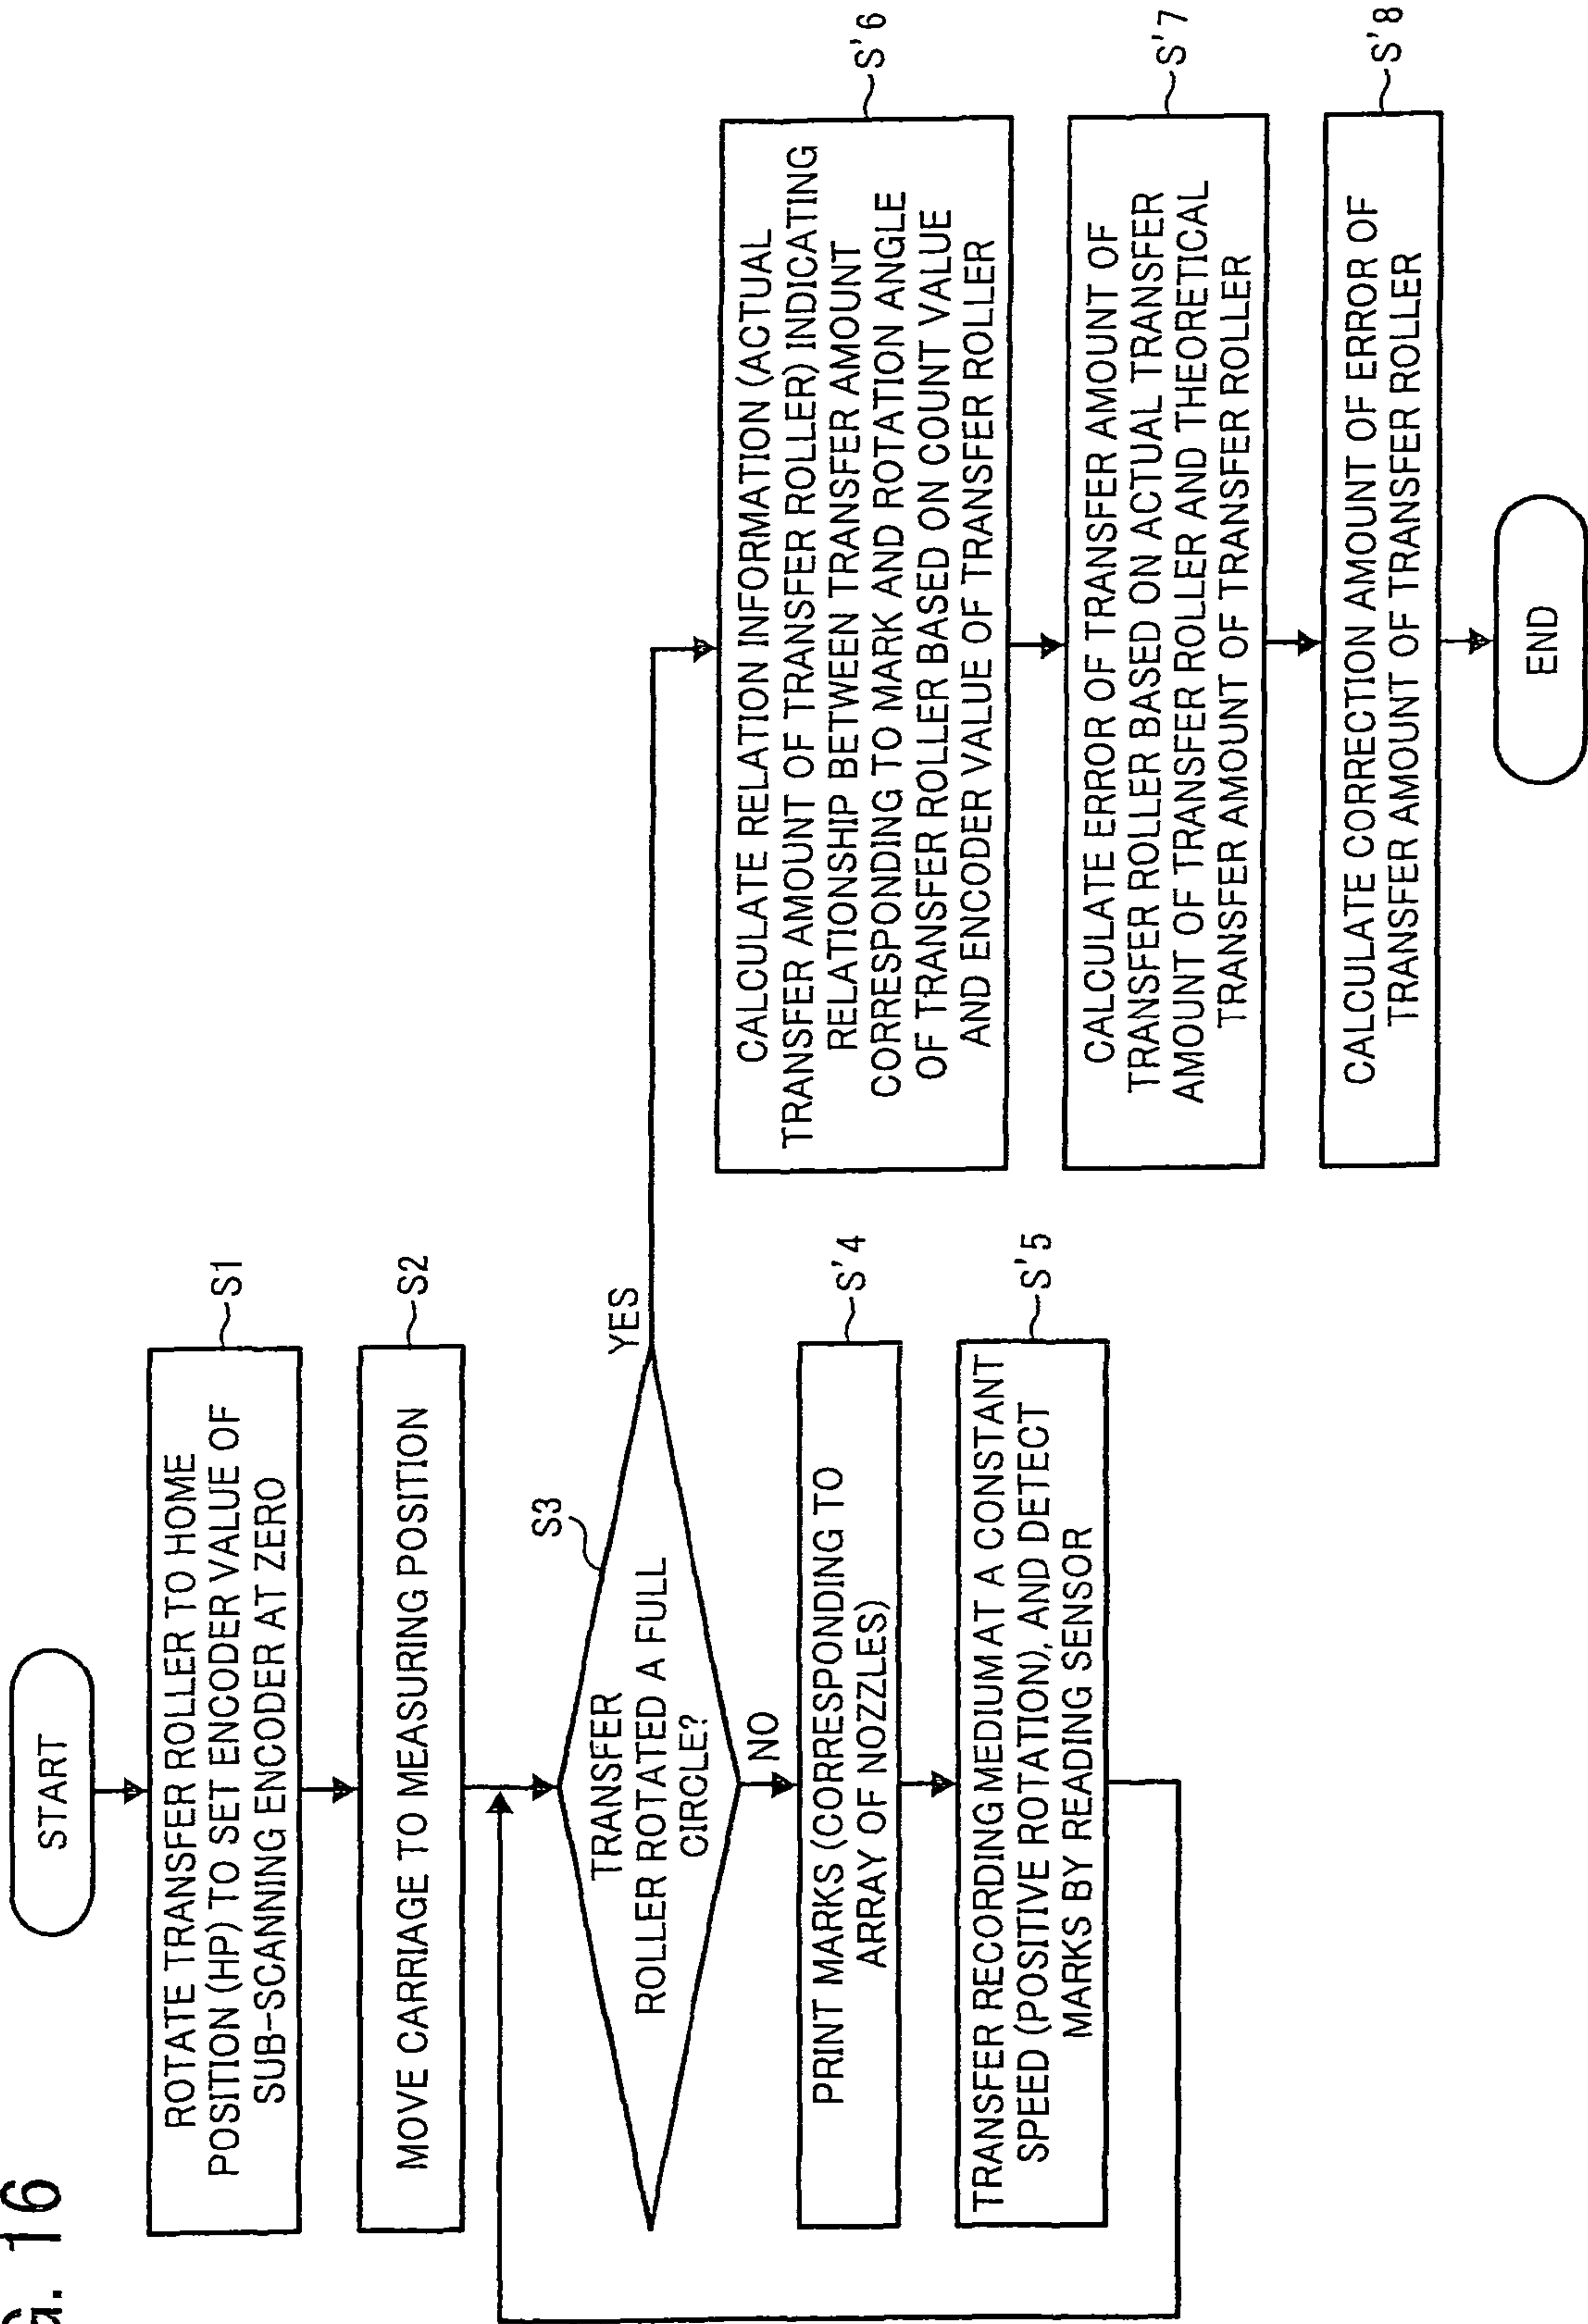 G. 16
START
ROTATE TRANSFER ROLLER TO HOME
POSITION (HP) TO SET ENCODER VALUE OF
SUB-SCANNING ENCODER AT ZERO
S1
MOVE CARRIAGE TO MEASURING POSITION
S2
S3
TRANSFER
ROLLER ROTATED A FULL
CIRCLE?
YES
NO
PRINT MARKS (CORRESPONDING TO
ARRAY OF NOZZLES)
S'4
TRANSFER RECORDING MEDIUM AT A CONSTANT
SPEED (POSITIVE ROTATION), AND DETECT
MARKS BY READING SENSOR
S'5
CALCULATE RELATION INFORMATION (ACTUAL
TRANSFER AMOUNT OF TRANSFER ROLLER) INDICATING
RELATIONSHIP BETWEEN TRANSFER AMOUNT
CORRESPONDING TO MARK AND ROTATION ANGLE
OF TRANSFER ROLLER BASED ON COUNT VALUE
AND ENCODER VALUE OF TRANSFER ROLLER
S'6
CALCULATE ERROR OF TRANSFER AMOUNT OF
TRANSFER ROLLER BASED ON ACTUAL TRANSFER
AMOUNT OF TRANSFER ROLLER AND THEORETICAL
TRANSFER AMOUNT OF TRANSFER ROLLER
S'7
CALCULATE CORRECTION AMOUNT OF ERROR OF
TRANSFER AMOUNT OF TRANSFER ROLLER
S'8
END